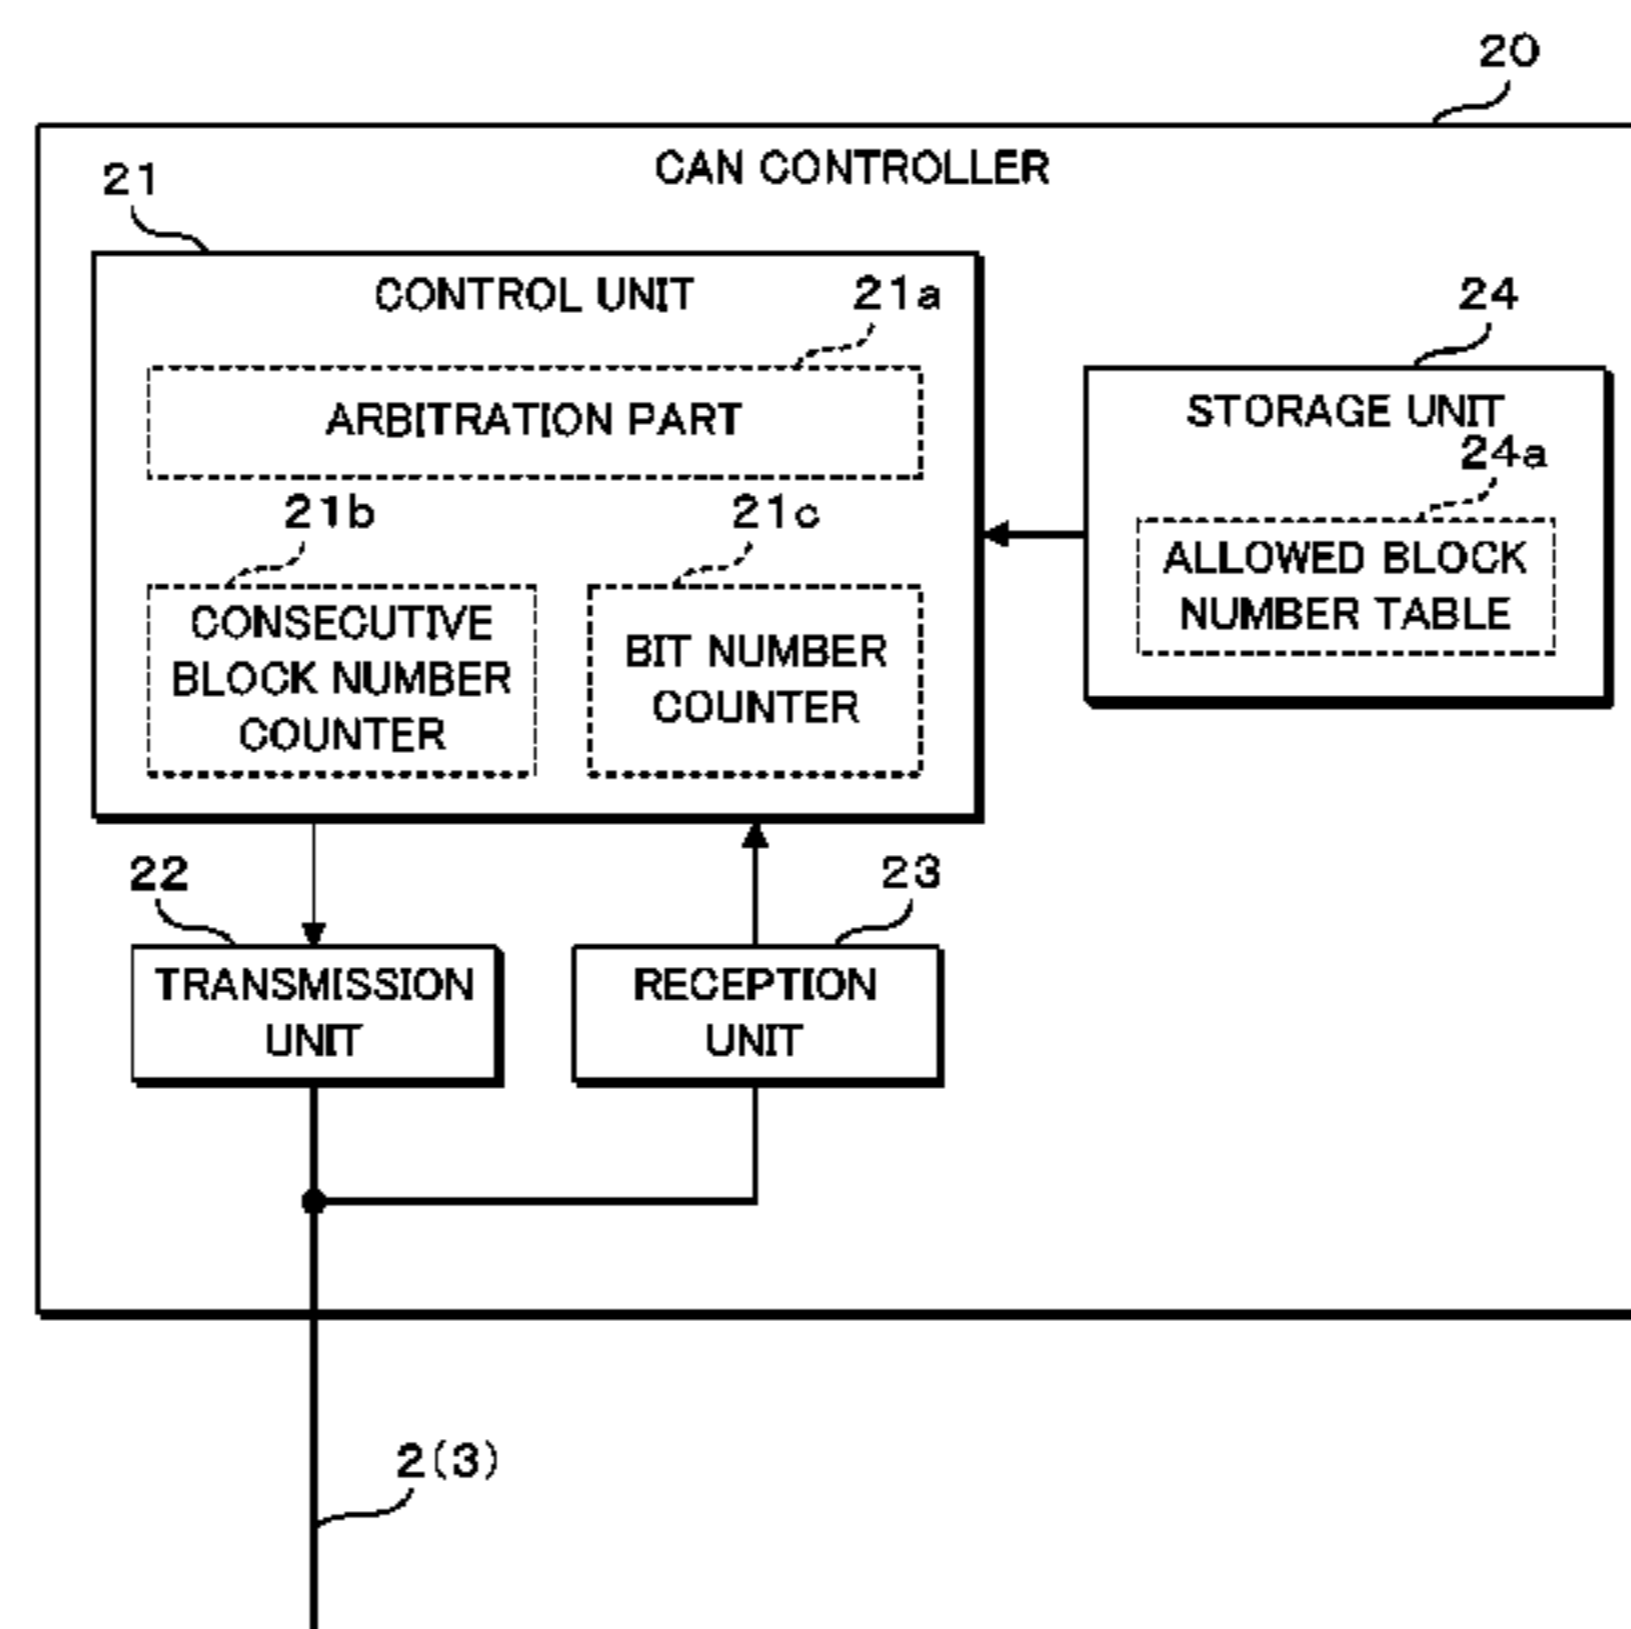 20
CAN CONTROLLER
21
CONTROL UNIT
21a
ARBITRATION PART
21b
CONSECUTIVE
BLOCK NUMBER
COUNTER
21c
BIT NUMBER
COUNTER
24
STORAGE UNIT
24a
ALLOWED BLOCK
NUMBER TABLE
22
TRANSMISSION
UNIT
23
RECEPTION
UNIT
2(3)